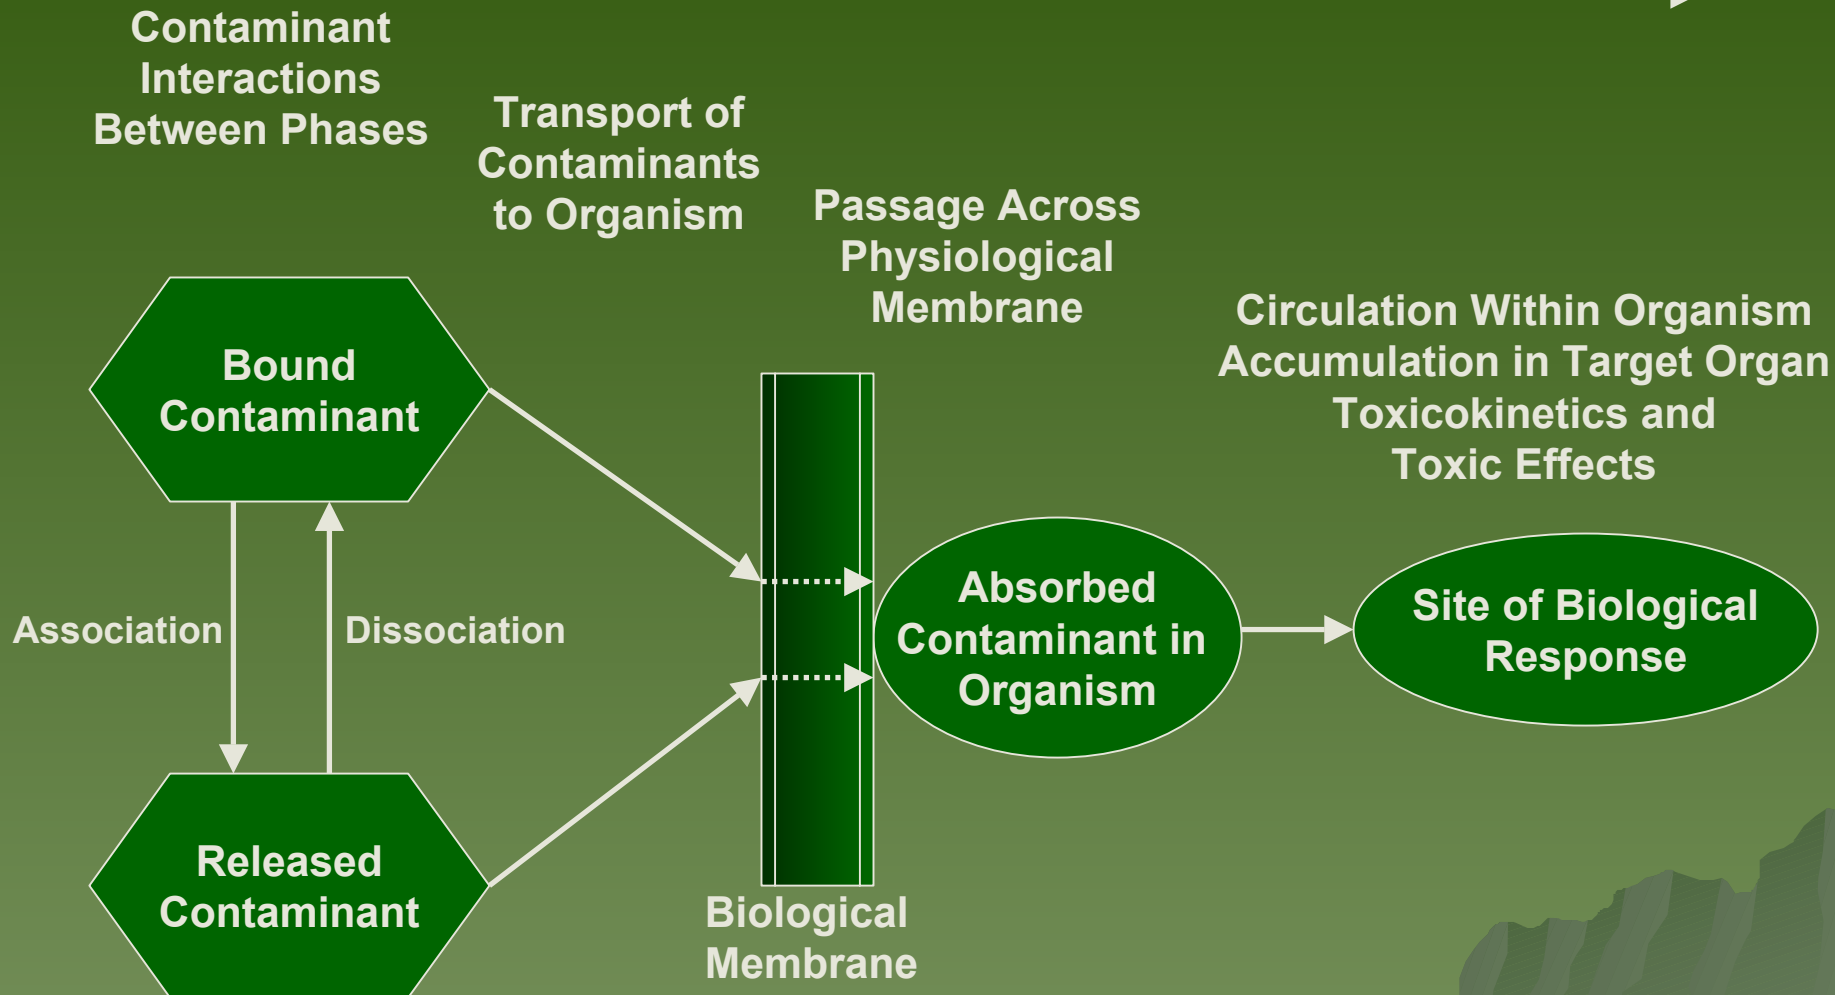 Contaminant
Interactions
Between Phases
Transport of
Contaminants
to Organism
Passage Across
Physiological
Membrane
Circulation Within Organism
Accumulation in Target Organ
Toxicokinetics and
Toxic Effects
Bound
Contaminant
Association
Dissociation
Released
Contaminant
Biological
Membrane
Absorbed
Contaminant in
Organism
Site of Biological
Response